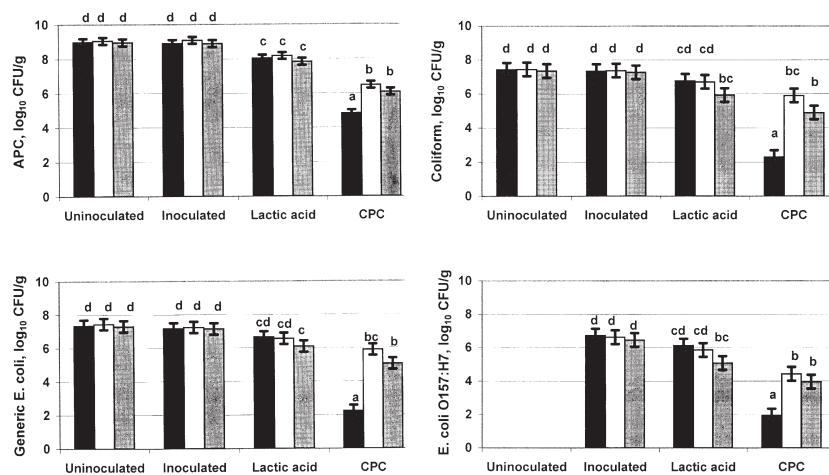 APC, log10 CFU/g
10
8
6
4
2
0
d d d
d d d
c c c
a b b
Uninoculated Inoculated Lactic acid CPC
Coliform, log10 CFU/g
10
8
6
4
2
0
d d d
d d d
cd cd bc
a bc b
Uninoculated Inoculated Lactic acid CPC
Generic E. coli, log10 CFU/g
10
8
6
4
2
0
d d d
d d d
cd cd c
a bc b
Uninoculated Inoculated Lactic acid CPC
E. coli O157:H7, log10 CFU/g
10
8
6
4
2
0
d d d
cd cd bc
a b b
Uninoculated Inoculated Lactic acid CPC